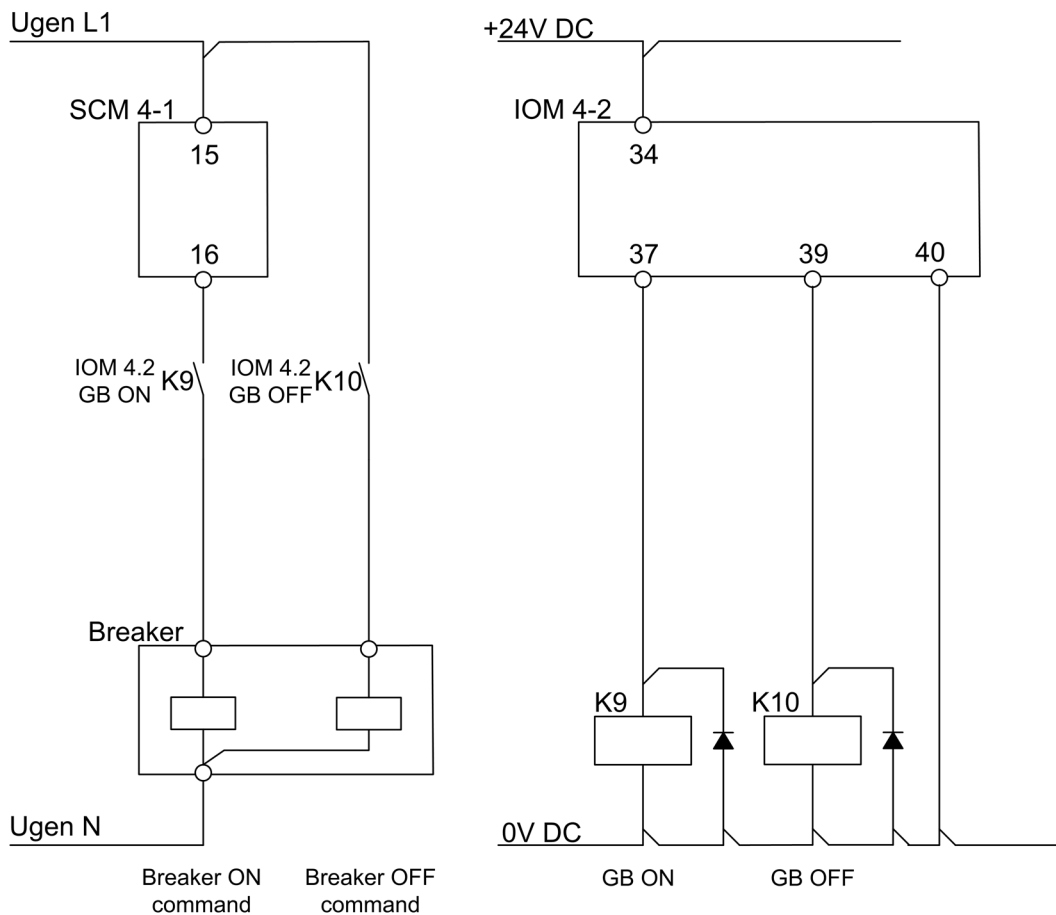 Ugen L1
+24V DC
SCM 4-1
IOM 4-2
15
34
16
37
39
40
IOM 4.2
GB ON
K9
IOM 4.2
GB OFF
K10
Breaker
K9
K10
Ugen N
0V DC
Breaker ON
command
Breaker OFF
command
GB ON
GB OFF